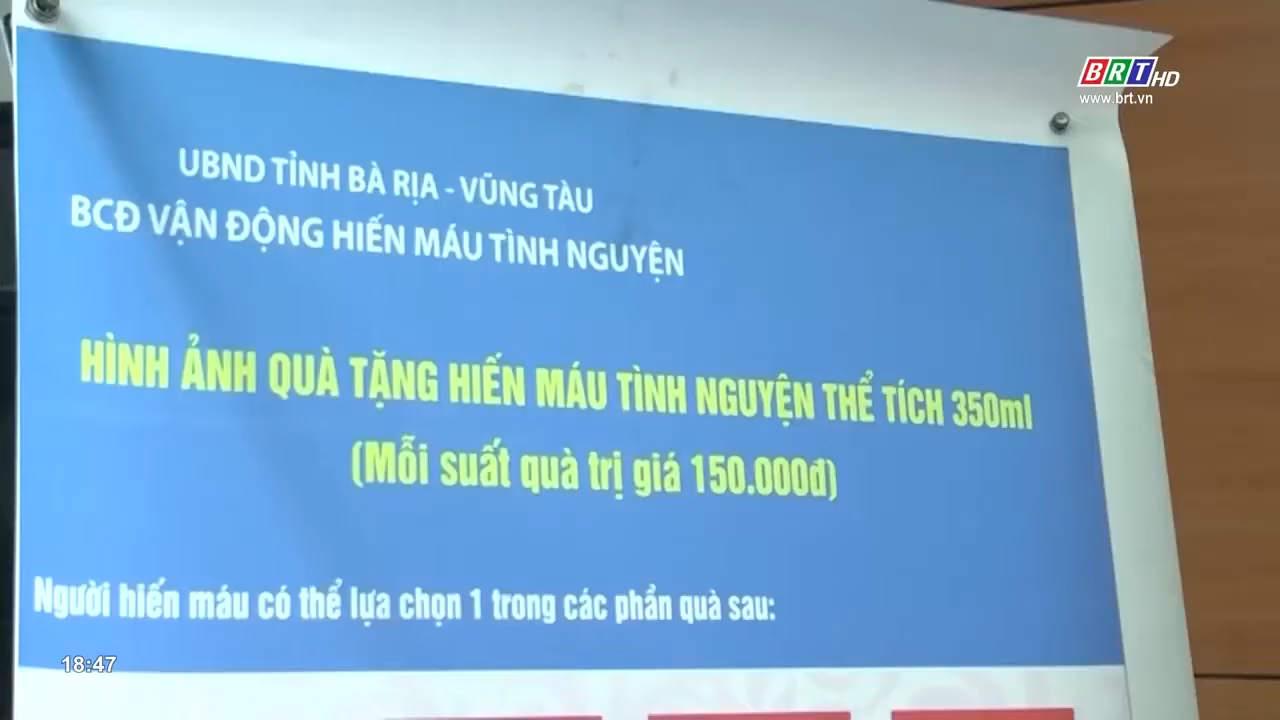 BRT HD
www.brt.vn
UBND TỈNH BÀ RỊA - VŨNG TÀU
BCĐ VẬN ĐỘNG HIẾN MÁU TÌNH NGUYỆN
HÌNH ẢNH QUÀ TẶNG HIẾN MÁU TÌNH NGUYỆN THỂ TÍCH 350ml
(Mỗi suất quà trị giá 150.000đ)
Người hiến máu có thể lựa chọn 1 trong các phần quà sau:
18:47